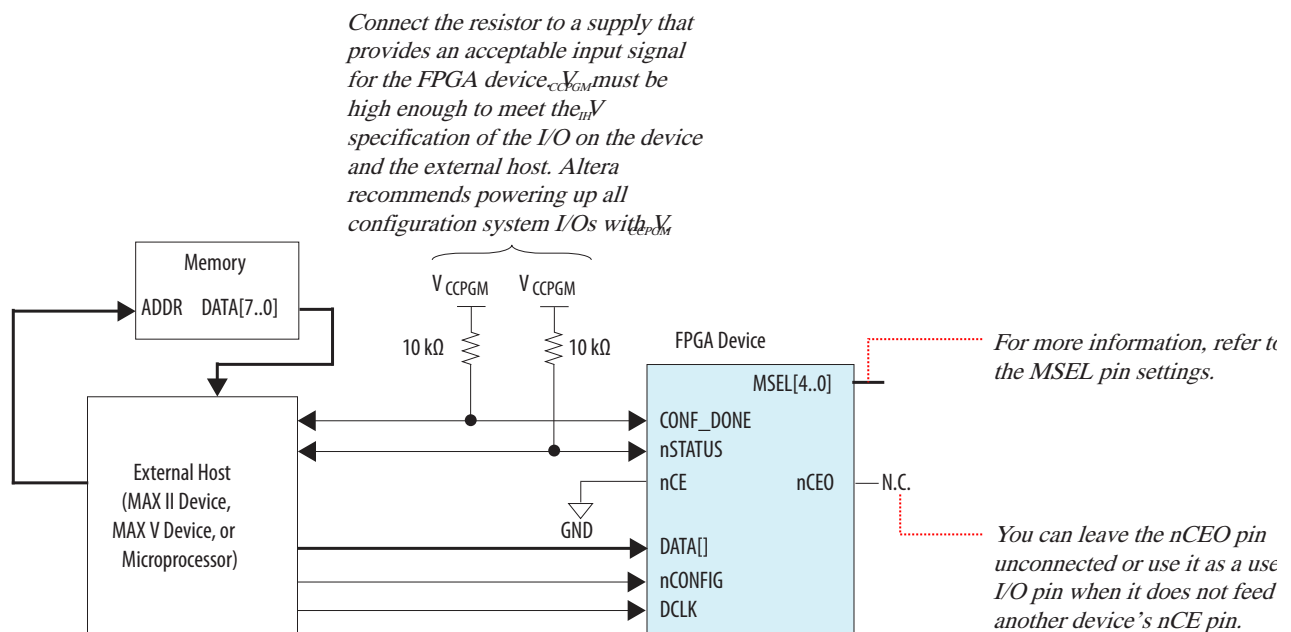 Connect the resistor to a supply that
provides an acceptable input signal
for the FPGA device. VCCPGM must be
high enough to meet the VIH
specification of the I/O on the device
and the external host. Altera
recommends powering up all
configuration system I/Os with VCCPGM.
Memory
ADDR DATA[7..0]
V CCPGM V CCPGM
10 kΩ 10 kΩ
FPGA Device
MSEL[4..0]
For more information, refer to
the MSEL pin settings.
CONF_DONE
nSTATUS
nCE nCEO N.C.
GND
External Host
(MAX II Device,
MAX V Device, or
Microprocessor)
DATA[]
nCONFIG
DCLK
You can leave the nCEO pin
unconnected or use it as a use
I/O pin when it does not feed
another device's nCE pin.